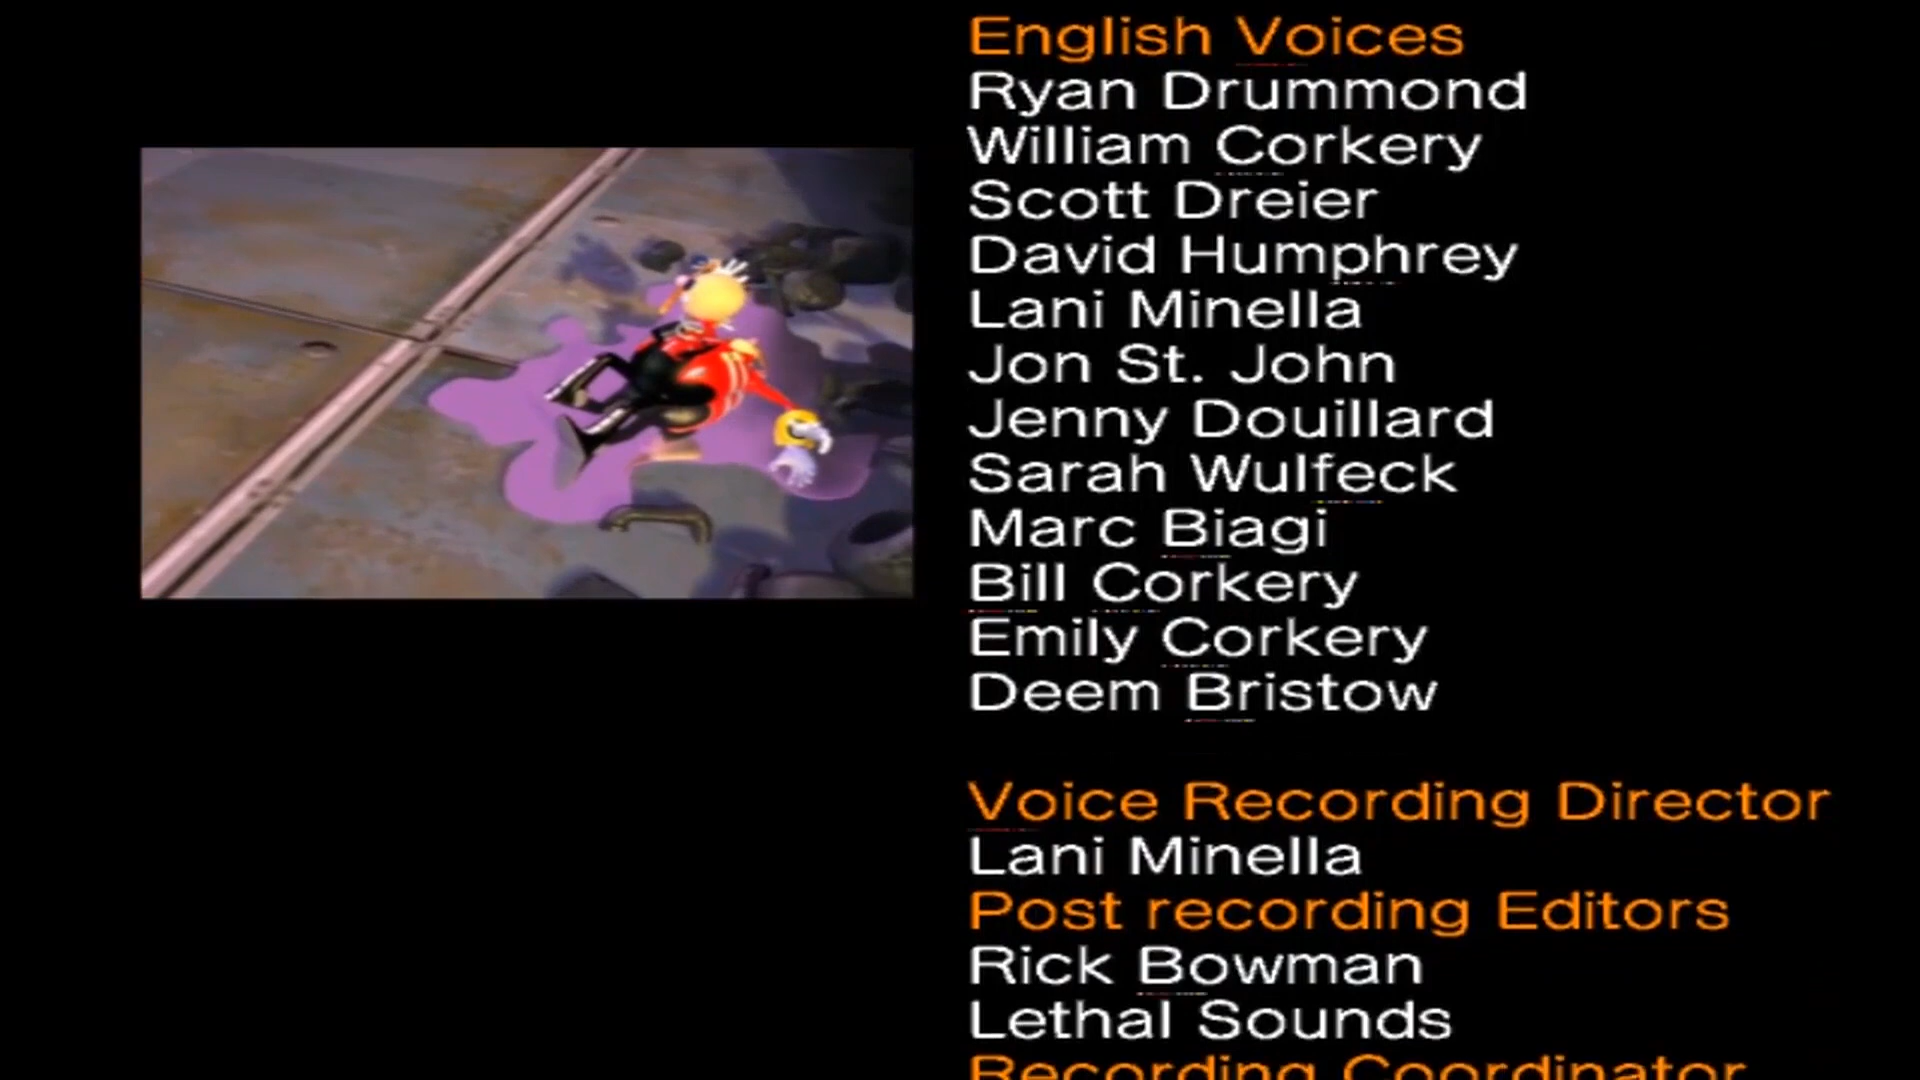 English Voices
Ryan Drummond
William Corkery
Scott Dreier
David Humphrey
Lani Minella
Jon St. John
Jenny Douillard
Sarah Wulfeck
Marc Biagi
Bill Corkery
Emily Corkery
Deem Bristow
Voice Recording Director
Lani Minella
Post recording Editors
Rick Bowman
Lethal Sounds
Recording Coordinator